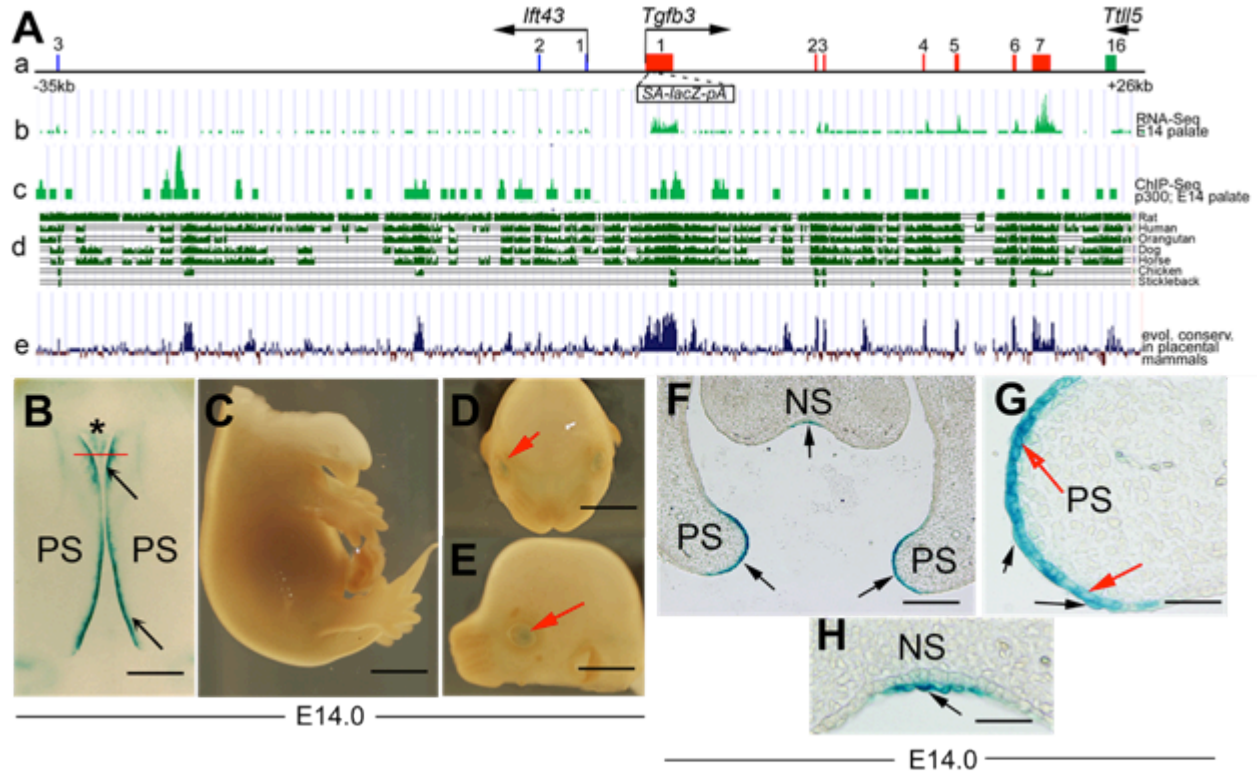 A
Ift43 Tgfb3 Ttll5
3 2 1 1 2 3 4 5 6 7 16
a
-35kb SA-lacZ-pA +26kb
b
RNA-Seq
E14 palate
c
ChIP-Seq
p300; E14 palate
d
Rat
Human
Orangutan
Dog
Horse
Chicken
Stickleback
e
evol. conserv.
in placental
mammals
B
*
PS PS
C
D
E
E14.0
F
NS
PS PS
G
PS
H
NS
E14.0